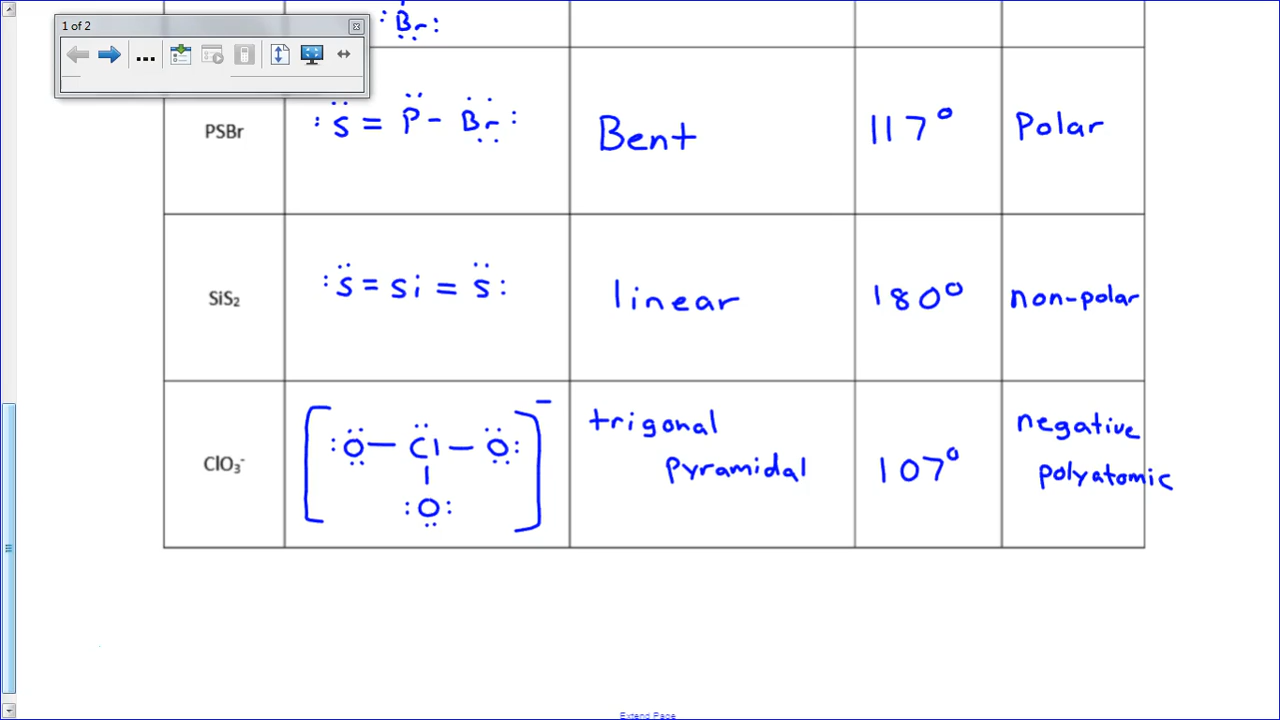 1 of 2
:Br:
PSBr
:S = P - Br:
Bent
117°
Polar
SiS₂
:S = Si = S:
linear
180°
non-polar
ClO₃⁻
[:O — Cl — O:]⁻
|
:O:
trigonal
pyramidal
107°
negative
polyatomic
Extend Page